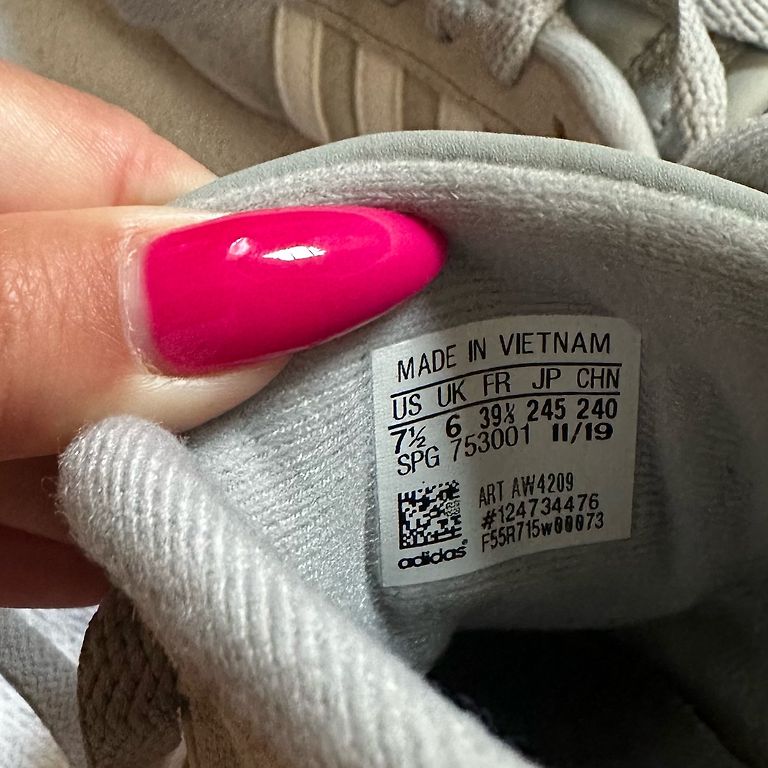 MADE IN VIETNAM
US UK FR JP CHN
7½ 6 39⅓ 245 240
SPG 753001 11/19
ART AW4209
#124734476
F55R715w00073
adidas®